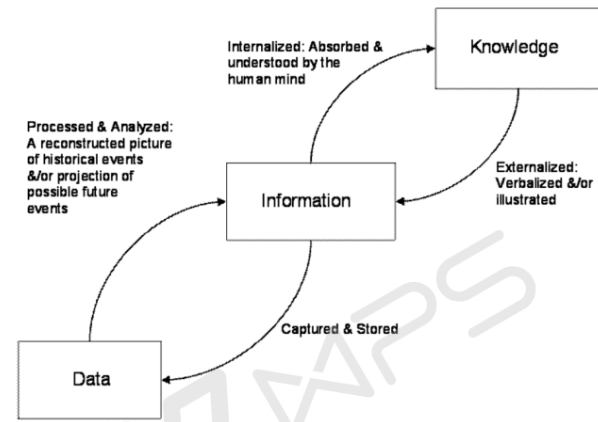 Internalized: Absorbed &
understood by the
human mind
Knowledge
Processed & Analyzed:
A reconstructed picture
of historical events
&/or projection of
possible future
events
Externalized:
Verbalized &/or
illustrated
Information
Captured & Stored
Data